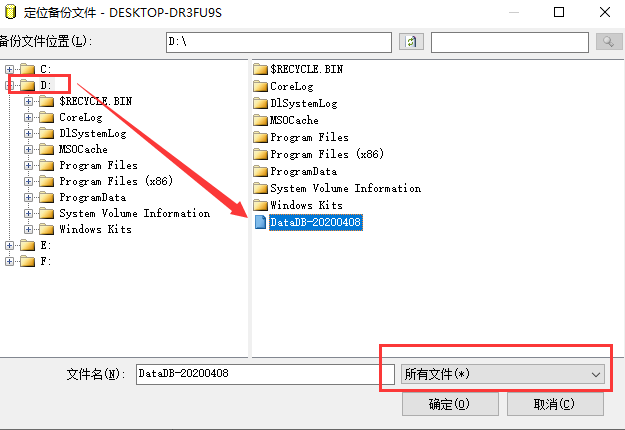 定位备份文件 - DESKTOP-DR3FU9S
备份文件位置(L):
D:\
C:
D:
$RECYCLE.BIN
CoreLog
DlSystemLog
MSOCache
Program Files
Program Files (x86)
ProgramData
System Volume Information
Windows Kits
E:
F:
$RECYCLE.BIN
CoreLog
DlSystemLog
MSOCache
Program Files
Program Files (x86)
ProgramData
System Volume Information
Windows Kits
DataDB-20200408
文件名(N):
DataDB-20200408
所有文件(*)
确定(O)
取消(C)